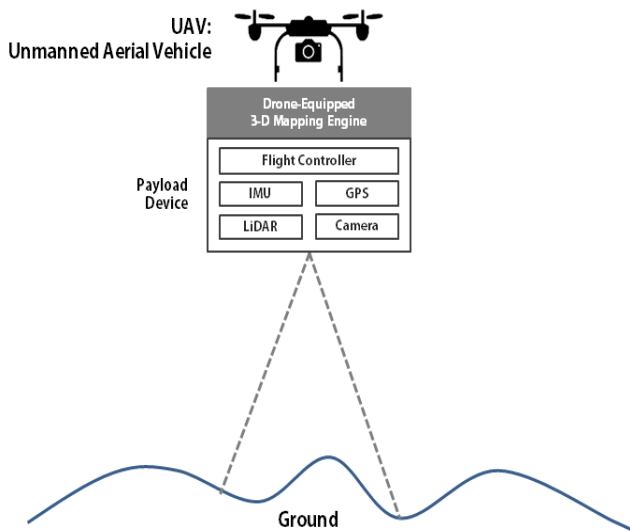 UAV:
Unmanned Aerial Vehicle
Drone-Equipped
3-D Mapping Engine
Flight Controller
Payload
Device
IMU
GPS
LiDAR
Camera
Ground